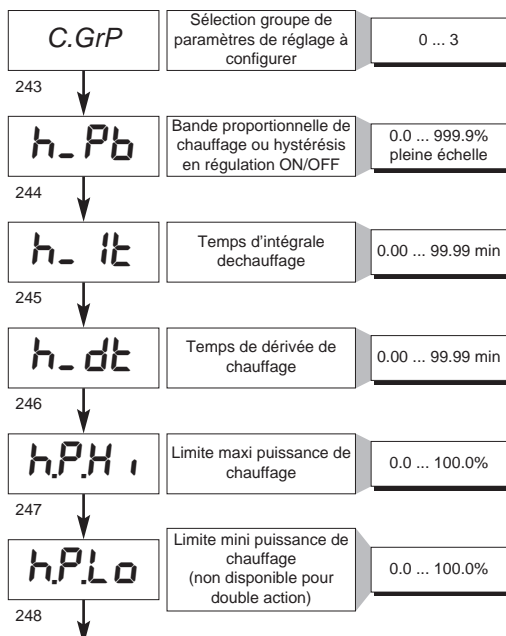 C.GrP
Sélection groupe de
paramètres de réglage à
configurer
0 ... 3
243
h_Pb
Bande proportionnelle de
chauffage ou hystérésis
en régulation ON/OFF
0.0 ... 999.9%
pleine échelle
244
h_It
Temps d'intégrale
dechauffage
0.00 ... 99.99 min
245
h_dt
Temps de dérivée de
chauffage
0.00 ... 99.99 min
246
h.P.Hi
Limite maxi puissance de
chauffage
0.0 ... 100.0%
247
h.P.Lo
Limite mini puissance de
chauffage
(non disponible pour
double action)
0.0 ... 100.0%
248